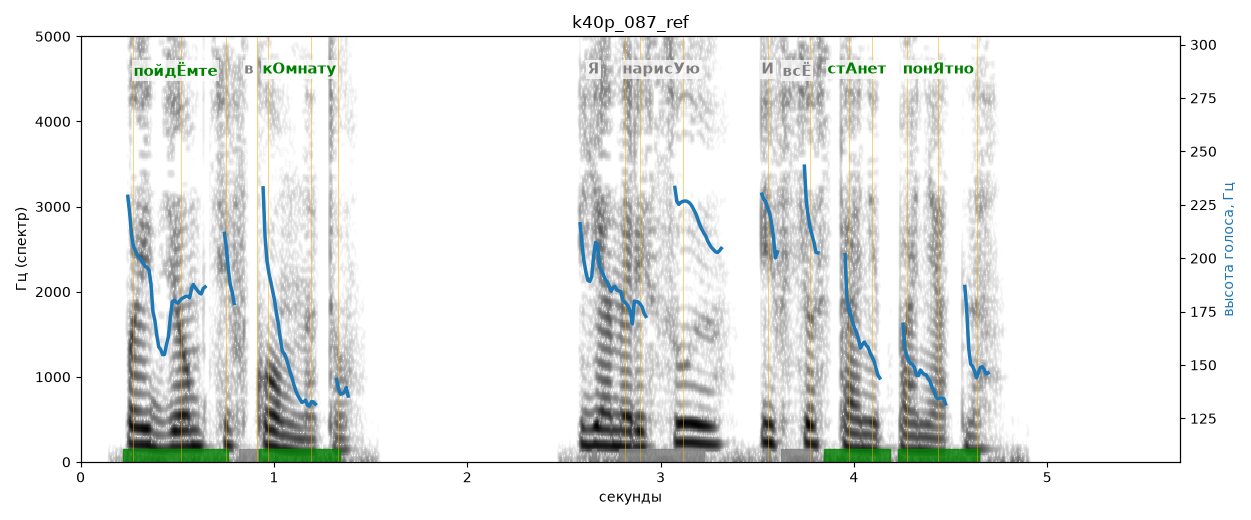 k40p_087_ref
пойдЁмте в кОмнату Я нарисУю И всЁ стАнет понЯтно
5000
4000
3000
2000
1000
0
Гц (спектр)
300
275
250
225
200
175
150
125
высота голоса, Гц
0 1 2 3 4 5
секунды